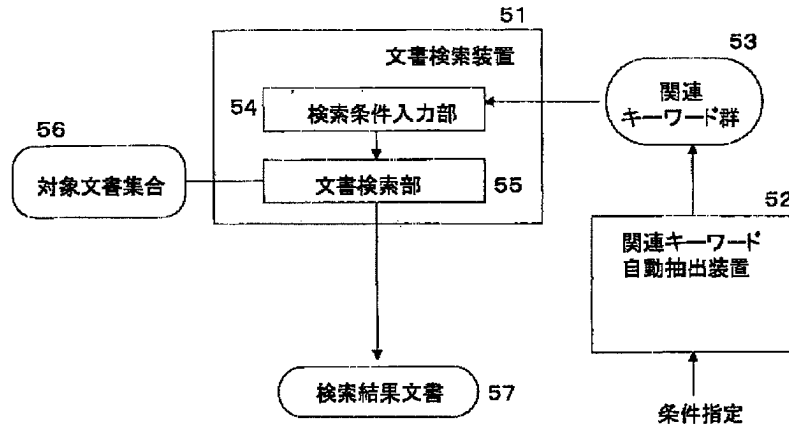 51
文書検索装置
54
検索条件入力部
53
関連
キーワード群
56
対象文書集合
文書検索部
55
52
関連キーワード
自動抽出装置
検索結果文書
57
条件指定